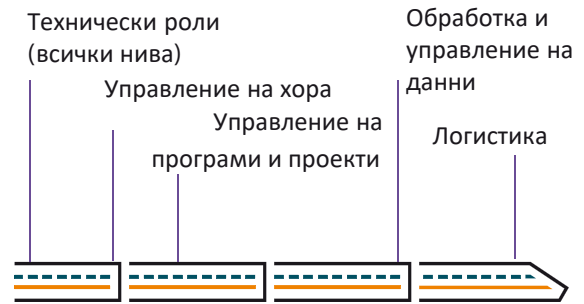 Технически роли
(всички нива)
Управление на хора
Управление на
програми и проекти
Обработка и
управление на
данни
Логистика